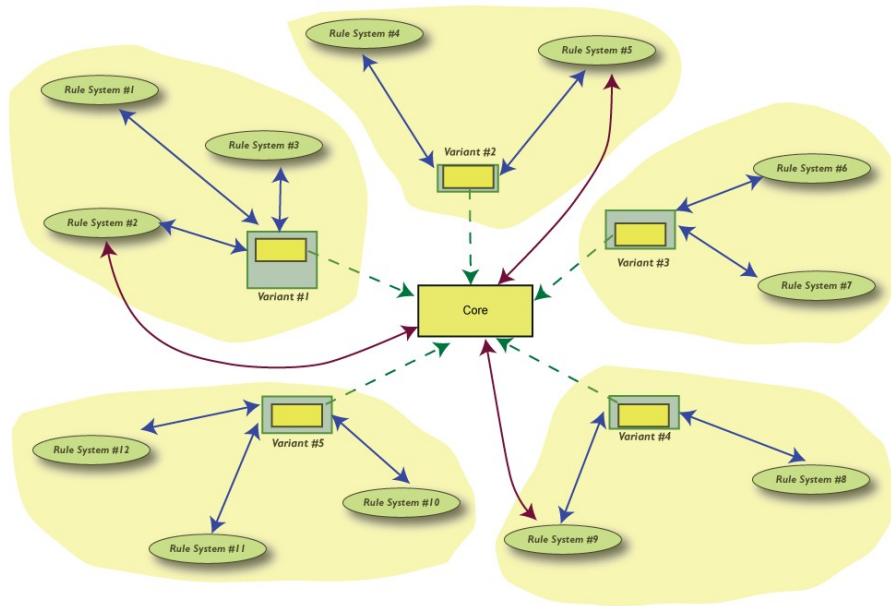 Rule System #4
Rule System #5
Rule System #1
Rule System #3
Variant #2
Rule System #6
Rule System #2
Variant #3
Rule System #7
Variant #1
Core
Variant #5
Variant #4
Rule System #12
Rule System #8
Rule System #10
Rule System #11
Rule System #9